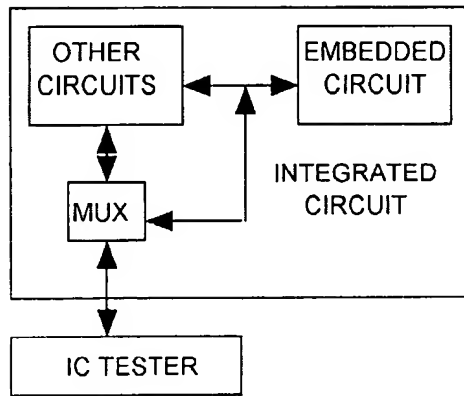 OTHER
CIRCUITS
EMBEDDED
CIRCUIT
INTEGRATED
CIRCUIT
MUX
IC TESTER